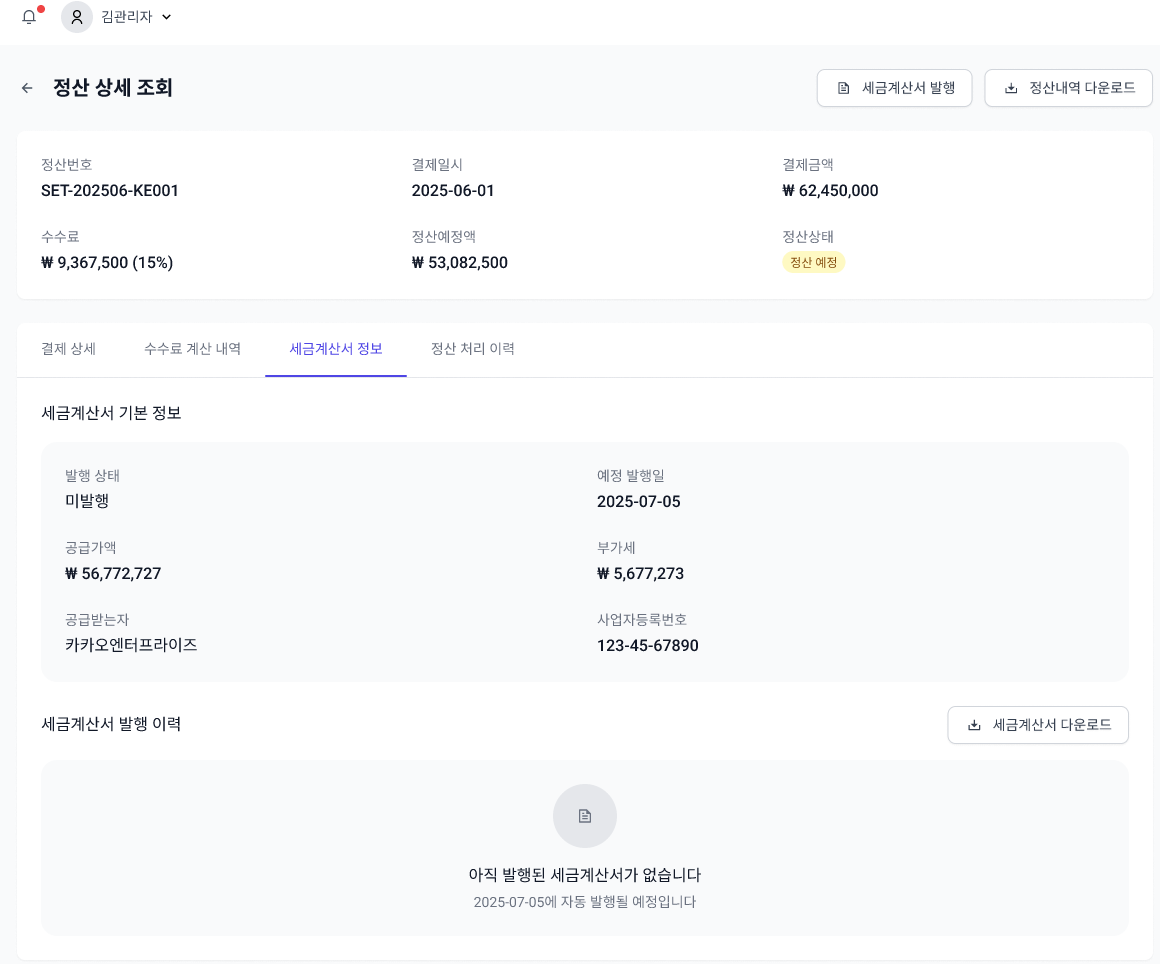 김관리자
정산 상세 조회
세금계산서 발행
정산내역 다운로드
정산번호
SET-202506-KE001
결제일시
2025-06-01
결제금액
₩ 62,450,000
수수료
₩ 9,367,500 (15%)
정산예정액
₩ 53,082,500
정산상태
정산 예정
결제 상세
수수료 계산 내역
세금계산서 정보
정산 처리 이력
세금계산서 기본 정보
발행 상태
미발행
예정 발행일
2025-07-05
공급가액
₩ 56,772,727
부가세
₩ 5,677,273
공급받는자
카카오엔터프라이즈
사업자등록번호
123-45-67890
세금계산서 발행 이력
세금계산서 다운로드
아직 발행된 세금계산서가 없습니다
2025-07-05에 자동 발행될 예정입니다